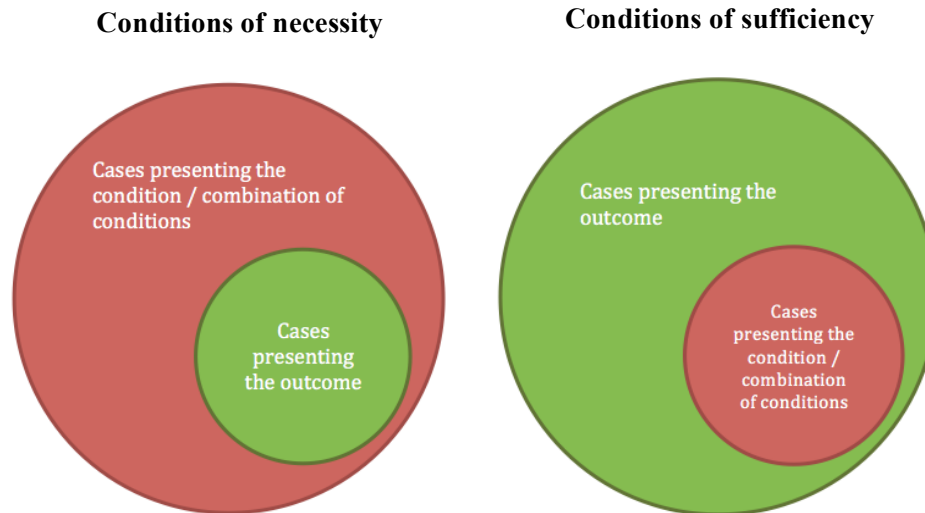 Conditions of necessity
Cases presenting the
condition / combination of
conditions
Cases
presenting
the outcome
Conditions of sufficiency
Cases presenting the
outcome
Cases
presenting the
condition /
combination
of conditions